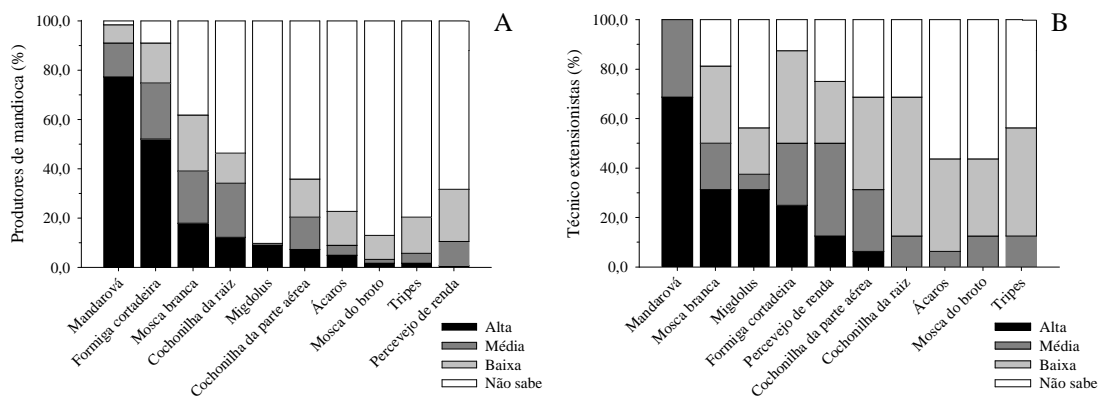 A
Produtores de mandioca (%)
100,0
80,0
60,0
40,0
20,0
0,0
Mandarová
Formiga cortadeira
Mosca branca
Cochonilha da raiz
Migdolus
Cochonilha da parte aérea
Ácaros
Mosca do broto
Tripes
Percevejo de renda
Alta
Média
Baixa
Não sabe
B
Técnico extensionistas (%)
100,0
80,0
60,0
40,0
20,0
0,0
Mandarová
Mosca branca
Migdolus
Formiga cortadeira
Percevejo de renda
Cochonilha da parte aérea
Cochonilha da raiz
Ácaros
Mosca do broto
Tripes
Alta
Média
Baixa
Não sabe